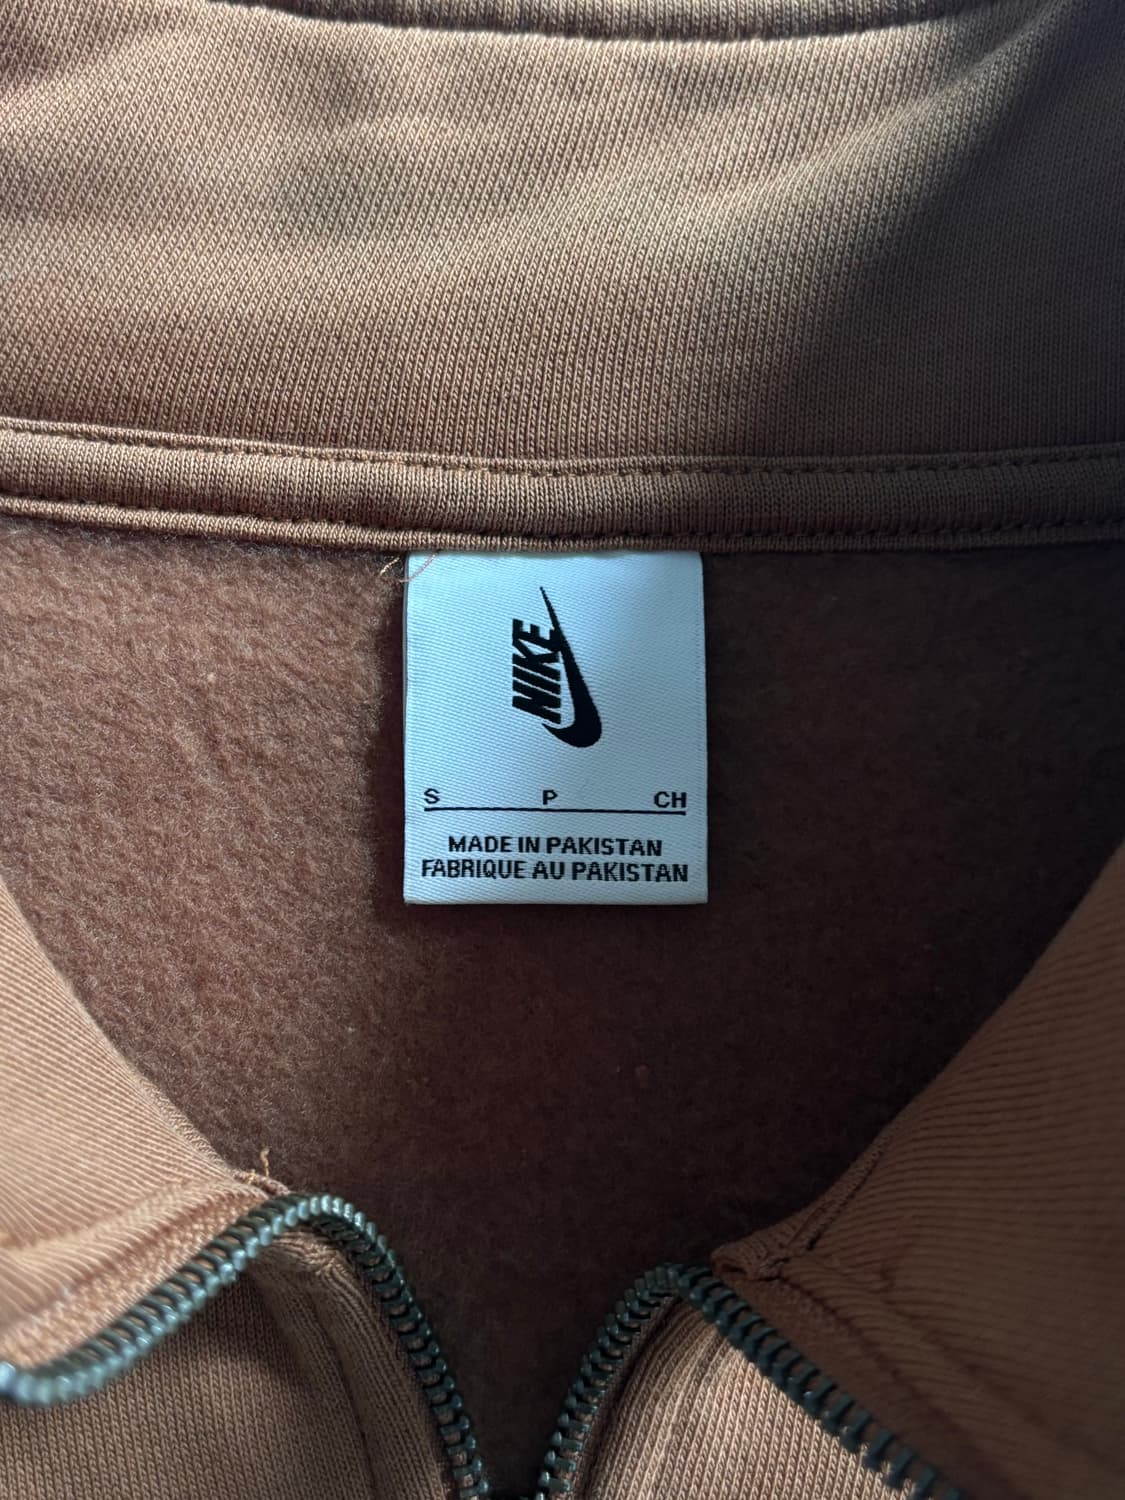 NIKE
S P CH
MADE IN PAKISTAN
FABRIQUE AU PAKISTAN